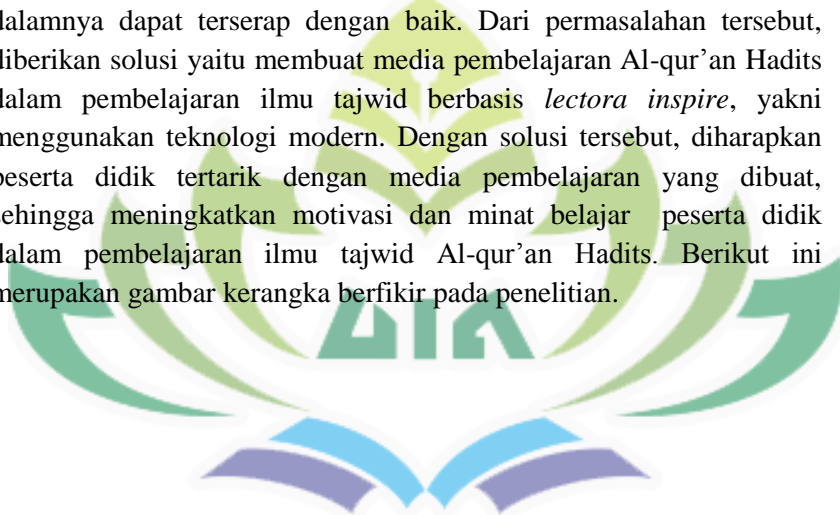 dalamnya dapat terserap dengan baik. Dari permasalahan tersebut,
diberikan solusi yaitu membuat media pembelajaran Al-qur’an Hadits
dalam pembelajaran ilmu tajwid berbasis lectora inspire, yakni
menggunakan teknologi modern. Dengan solusi tersebut, diharapkan
peserta didik tertarik dengan media pembelajaran yang dibuat,
sehingga meningkatkan motivasi dan minat belajar peserta didik
dalam pembelajaran ilmu tajwid Al-qur’an Hadits. Berikut ini
merupakan gambar kerangka berfikir pada penelitian.